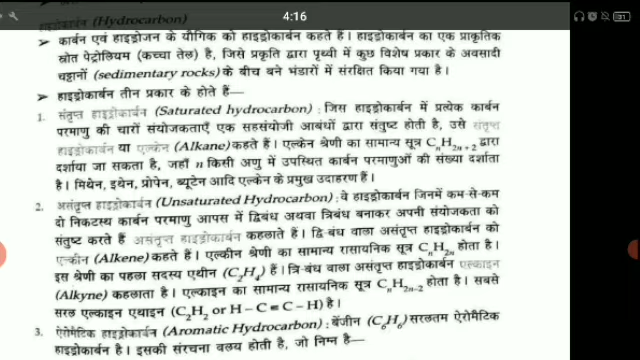 4:16
हाइड्रोकार्बन (Hydrocarbon)
➤ कार्बन एवं हाइड्रोजन के यौगिक को हाइड्रोकार्बन कहते हैं। हाइड्रोकार्बन का एक प्राकृतिक
स्रोत पेट्रोलियम (कच्चा तेल) है, जिसे प्रकृति द्वारा पृथ्वी में कुछ विशेष प्रकार के अवसादी
चट्टानों (sedimentary rocks) के बीच बने भंडारों में संरक्षित किया गया है।
➤ हाइड्रोकार्बन तीन प्रकार के होते हैं—
1. संतृप्त हाइड्रोकार्बन (Saturated hydrocarbon) : जिस हाइड्रोकार्बन में प्रत्येक कार्बन
परमाणु की चारों संयोजकताएँ एक सहसंयोजी आबंधों द्वारा संतुष्ट होती है, उसे संतृप्त
हाइड्रोकार्बन या एल्केन (Alkane) कहते हैं। एल्केन श्रेणी का सामान्य सूत्र CₙH₂ₙ₊₂ द्वारा
दर्शाया जा सकता है, जहाँ n किसी अणु में उपस्थित कार्बन परमाणुओं की संख्या दर्शाता
है। मिथेन, इथेन, प्रोपेन, ब्यूटेन आदि एल्केन के प्रमुख उदाहरण हैं।
2. असंतृप्त हाइड्रोकार्बन (Unsaturated Hydrocarbon) : वे हाइड्रोकार्बन जिनमें कम-से-कम
दो निकटस्थ कार्बन परमाणु आपस में द्विबंध अथवा त्रिबंध बनाकर अपनी संयोजकता को
संतुष्ट करते हैं असंतृप्त हाइड्रोकार्बन कहलाते हैं। द्वि-बंध वाला असंतृप्त हाइड्रोकार्बन को
एल्कीन (Alkene) कहते हैं। एल्कीन श्रेणी का सामान्य रासायनिक सूत्र CₙH₂ₙ होता है।
इस श्रेणी का पहला सदस्य एथीन (C₂H₄) हैं। त्रि-बंध वाला असंतृप्त हाइड्रोकार्बन एल्काइन
(Alkyne) कहलाता है। एल्काइन का सामान्य रासायनिक सूत्र CₙH₂ₙ₋₂ होता है। सबसे
सरल एल्काइन एथाइन (C₂H₂ or H – C ≡ C – H) है।
3. ऐरोमैटिक हाइड्रोकार्बन (Aromatic Hydrocarbon) : बेंजीन (C₆H₆) सरलतम ऐरोमैटिक
हाइड्रोकार्बन है। इसकी संरचना वलय होती है, जो निम्न है—